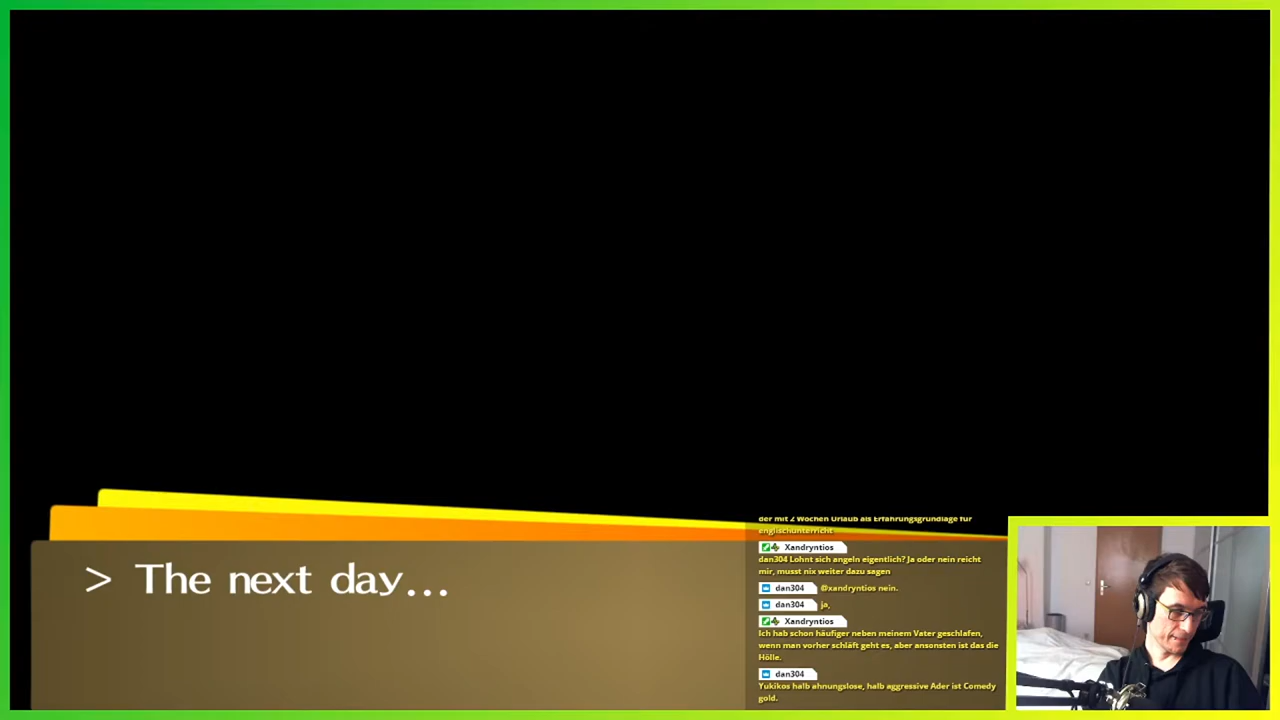 > The next day...
der mit 2 Wochen Urlaub als Erfahrungsgrundlage für
englischunterricht
Xandryntios
dan304 Lohnt sich angeln eigentlich? Ja oder nein reicht
mir, musst nix weiter dazu sagen
dan304 @xandryntios nein.
dan304 ja,
Xandryntios
Ich hab schon häufiger neben meinem Vater geschlafen,
wenn man vorher schläft geht es, aber ansonsten ist das die
Hölle.
dan304
Yukikos halb ahnungslose, halb aggressive Ader ist Comedy
gold.